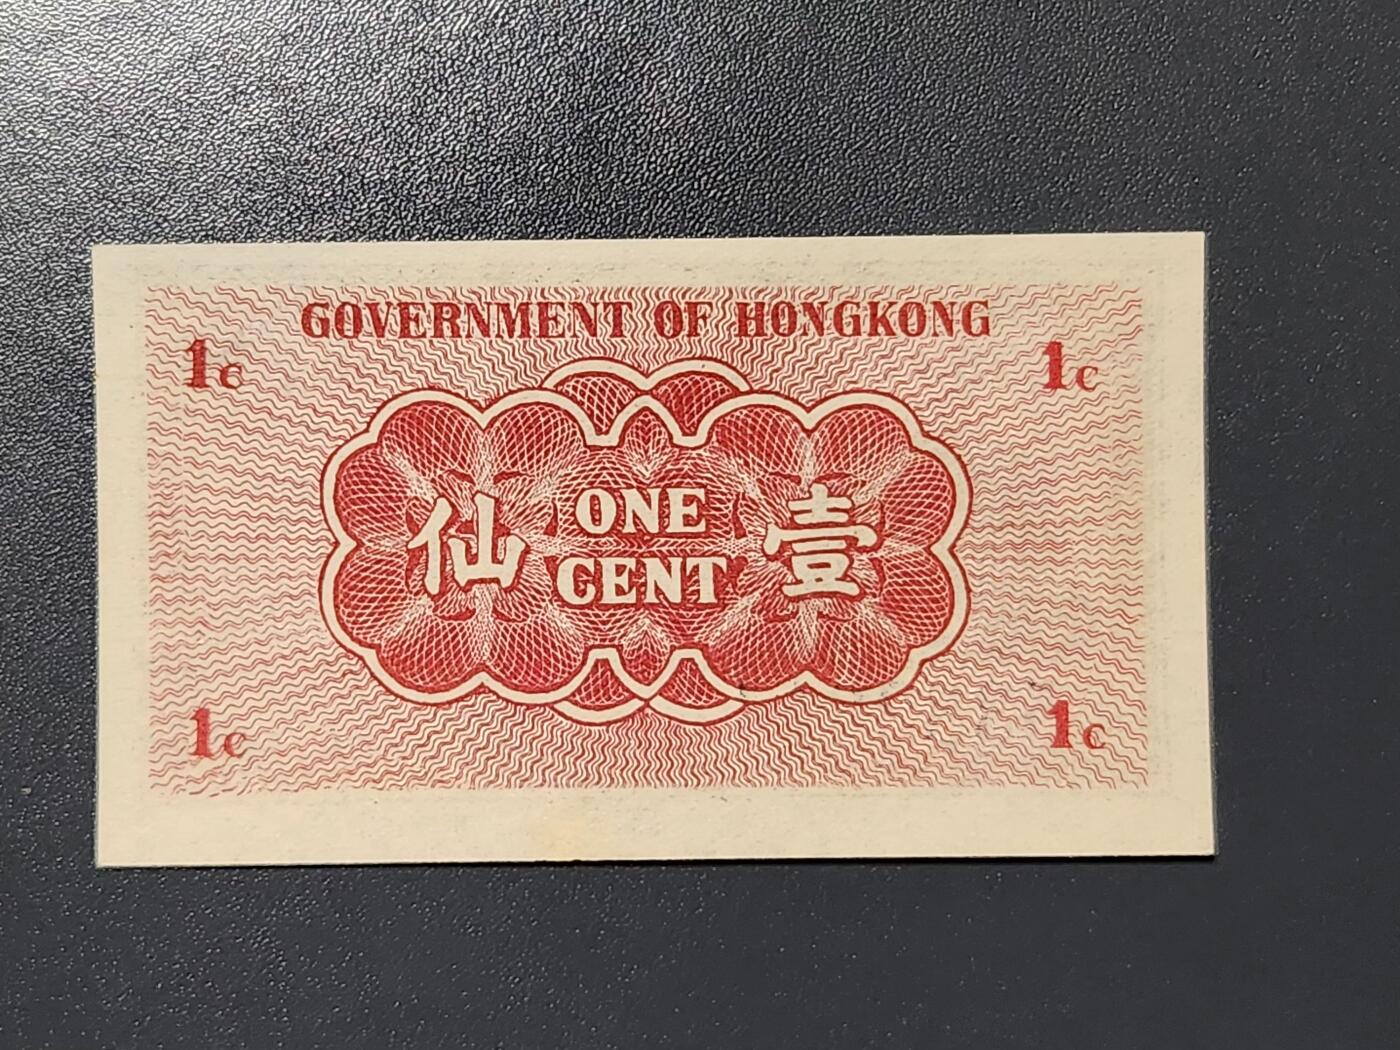 GOVERNMENT OF HONGKONG
1c 1c
仙 ONE CENT 壹
1c 1c